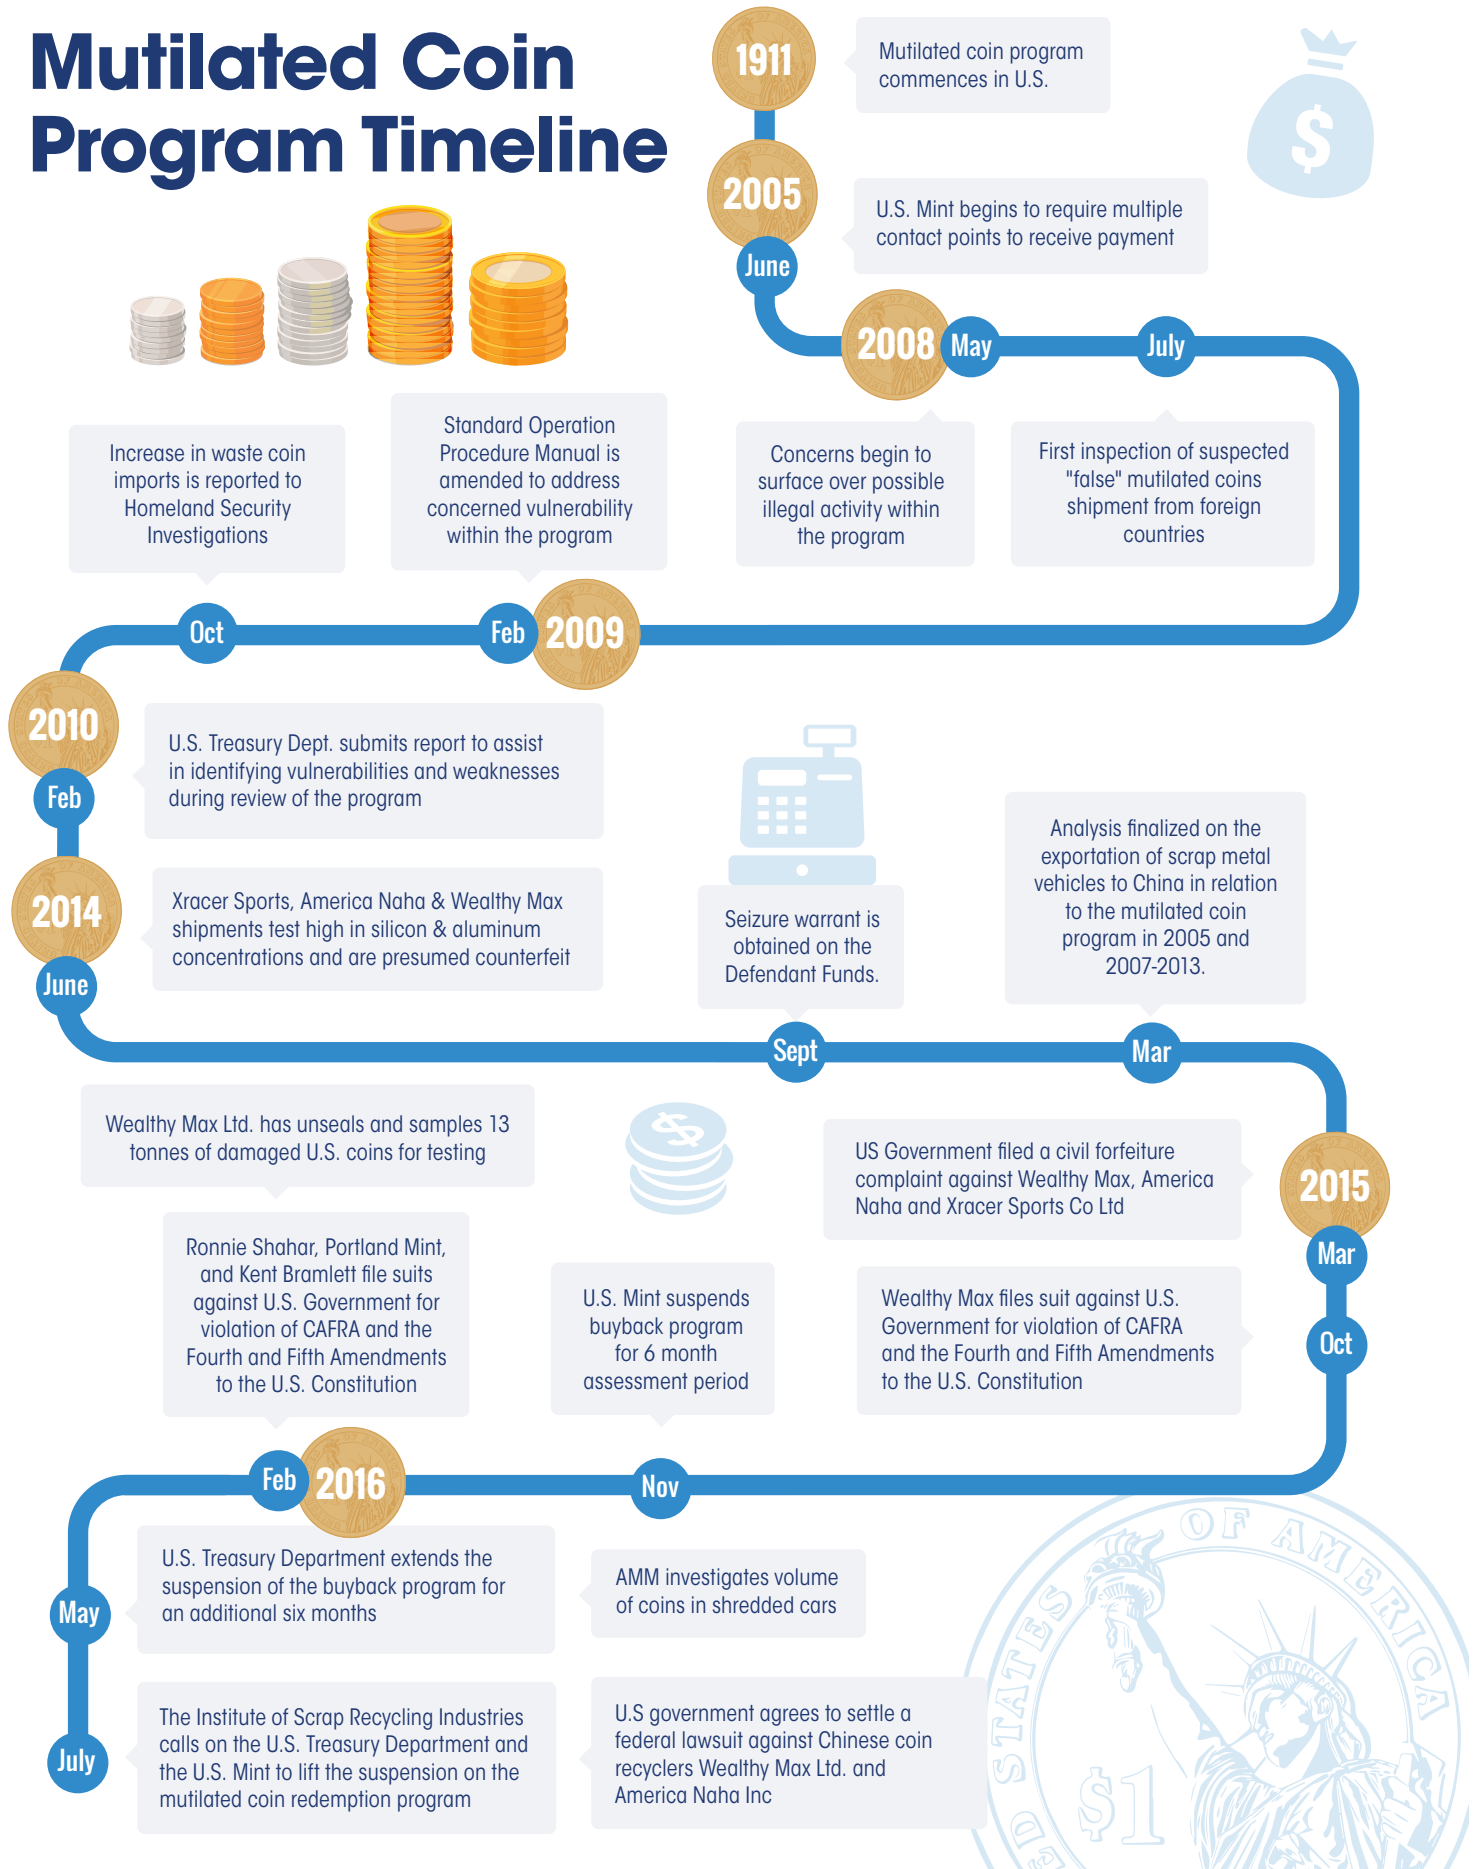 Mutilated Coin
Program Timeline
1911
Mutilated coin program
commences in U.S.
$
2005
June
U.S. Mint begins to require multiple
contact points to receive payment
2008
May
July
Concerns begin to
surface over possible
illegal activity within
the program
First inspection of suspected
"false" mutilated coins
shipment from foreign
countries
Standard Operation
Procedure Manual is
amended to address
concerned vulnerability
within the program
Increase in waste coin
imports is reported to
Homeland Security
Investigations
Oct
Feb
2009
2010
Feb
U.S. Treasury Dept. submits report to assist
in identifying vulnerabilities and weaknesses
during review of the program
2014
June
Xracer Sports, America Naha & Wealthy Max
shipments test high in silicon & aluminum
concentrations and are presumed counterfeit
Seizure warrant is
obtained on the
Defendant Funds.
Analysis finalized on the
exportation of scrap metal
vehicles to China in relation
to the mutilated coin
program in 2005 and
2007-2013.
Sept
Mar
2015
Mar
US Government filed a civil forfeiture
complaint against Wealthy Max, America
Naha and Xracer Sports Co Ltd
Oct
Wealthy Max files suit against U.S.
Government for violation of CAFRA
and the Fourth and Fifth Amendments
to the U.S. Constitution
$
Wealthy Max Ltd. has unseals and samples 13
tonnes of damaged U.S. coins for testing
Ronnie Shahar, Portland Mint,
and Kent Bramlett file suits
against U.S. Government for
violation of CAFRA and the
Fourth and Fifth Amendments
to the U.S. Constitution
U.S. Mint suspends
buyback program
for 6 month
assessment period
Feb
2016
Nov
May
U.S. Treasury Department extends the
suspension of the buyback program for
an additional six months
AMM investigates volume
of coins in shredded cars
July
The Institute of Scrap Recycling Industries
calls on the U.S. Treasury Department and
the U.S. Mint to lift the suspension on the
mutilated coin redemption program
U.S government agrees to settle a
federal lawsuit against Chinese coin
recyclers Wealthy Max Ltd. and
America Naha Inc
ED STATES OF AMERICA
$1